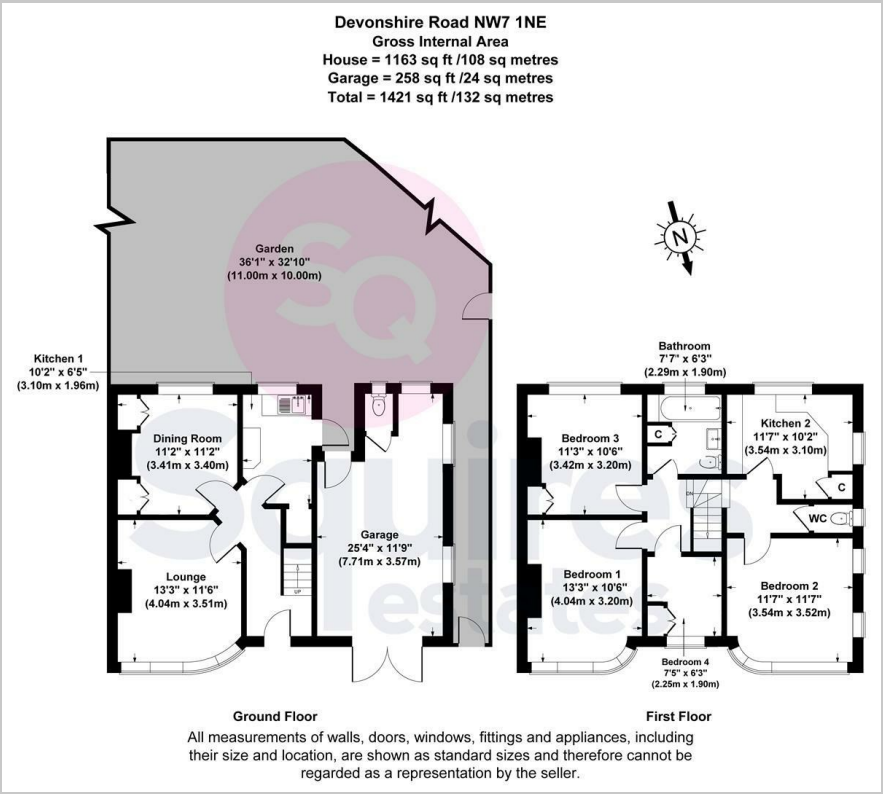 Devonshire Road NW7 1NE
Gross Internal Area
House = 1163 sq ft /108 sq metres
Garage = 258 sq ft /24 sq metres
Total = 1421 sq ft /132 sq metres
SQ
Squires
estates
N
Garden
36'1" x 32'10"
(11.00m x 10.00m)
Kitchen 1
10'2" x 6'5"
(3.10m x 1.96m)
Dining Room
11'2" x 11'2"
(3.41m x 3.40m)
Lounge
13'3" x 11'6"
(4.04m x 3.51m)
UP
Garage
25'4" x 11'9"
(7.71m x 3.57m)
Bathroom
7'7" x 6'3"
(2.29m x 1.90m)
Bedroom 3
11'3" x 10'6"
(3.42m x 3.20m)
C
Kitchen 2
11'7" x 10'2"
(3.54m x 3.10m)
C
DN
WC
Bedroom 1
13'3" x 10'6"
(4.04m x 3.20m)
Bedroom 2
11'7" x 11'7"
(3.54m x 3.52m)
Bedroom 4
7'5" x 6'3"
(2.25m x 1.90m)
Ground Floor
First Floor
All measurements of walls, doors, windows, fittings and appliances, including
their size and location, are shown as standard sizes and therefore cannot be
regarded as a representation by the seller.